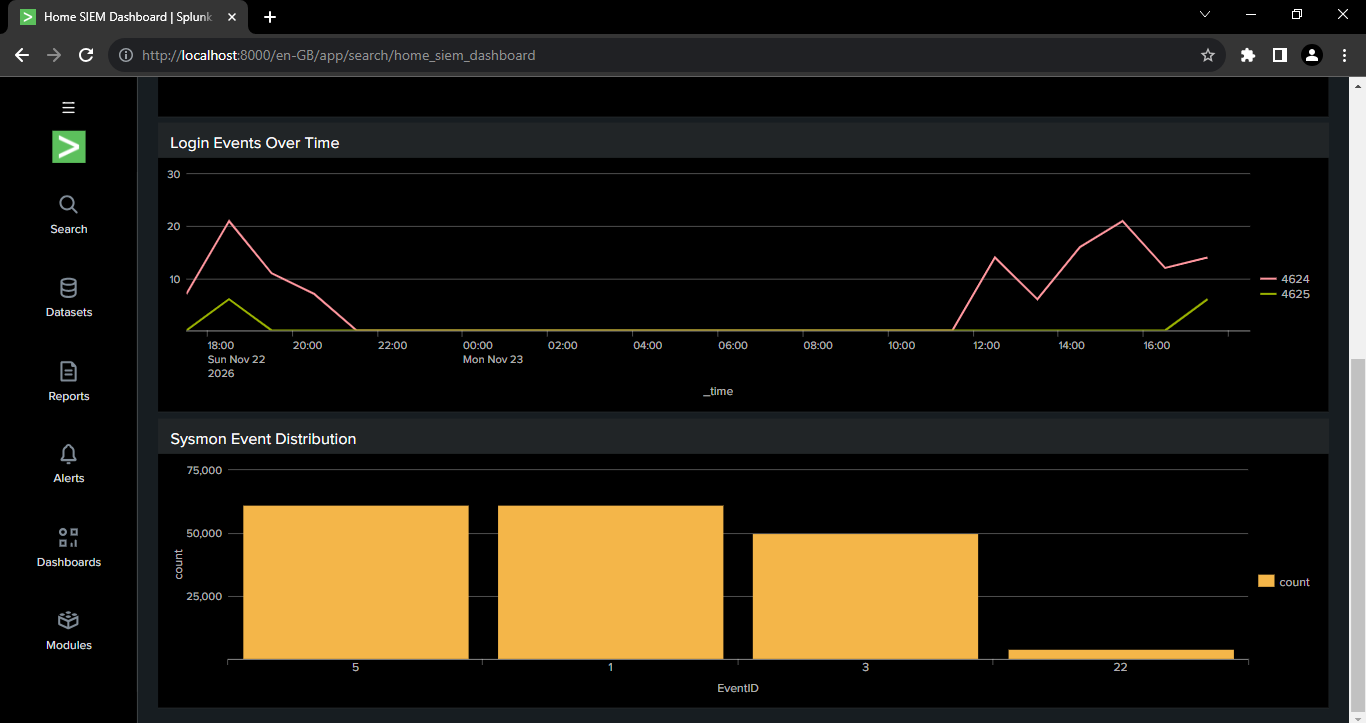 Home SIEM Dashboard | Splunk
http://localhost:8000/en-GB/app/search/home_siem_dashboard
Search
Datasets
Reports
Alerts
Dashboards
Modules
Login Events Over Time
30
20
10
18:00 20:00 22:00 00:00 02:00 04:00 06:00 08:00 10:00 12:00 14:00 16:00
Sun Nov 22 Mon Nov 23
2026
_time
4624
4625
Sysmon Event Distribution
75,000
50,000
25,000
count
5 1 3 22
EventID
count